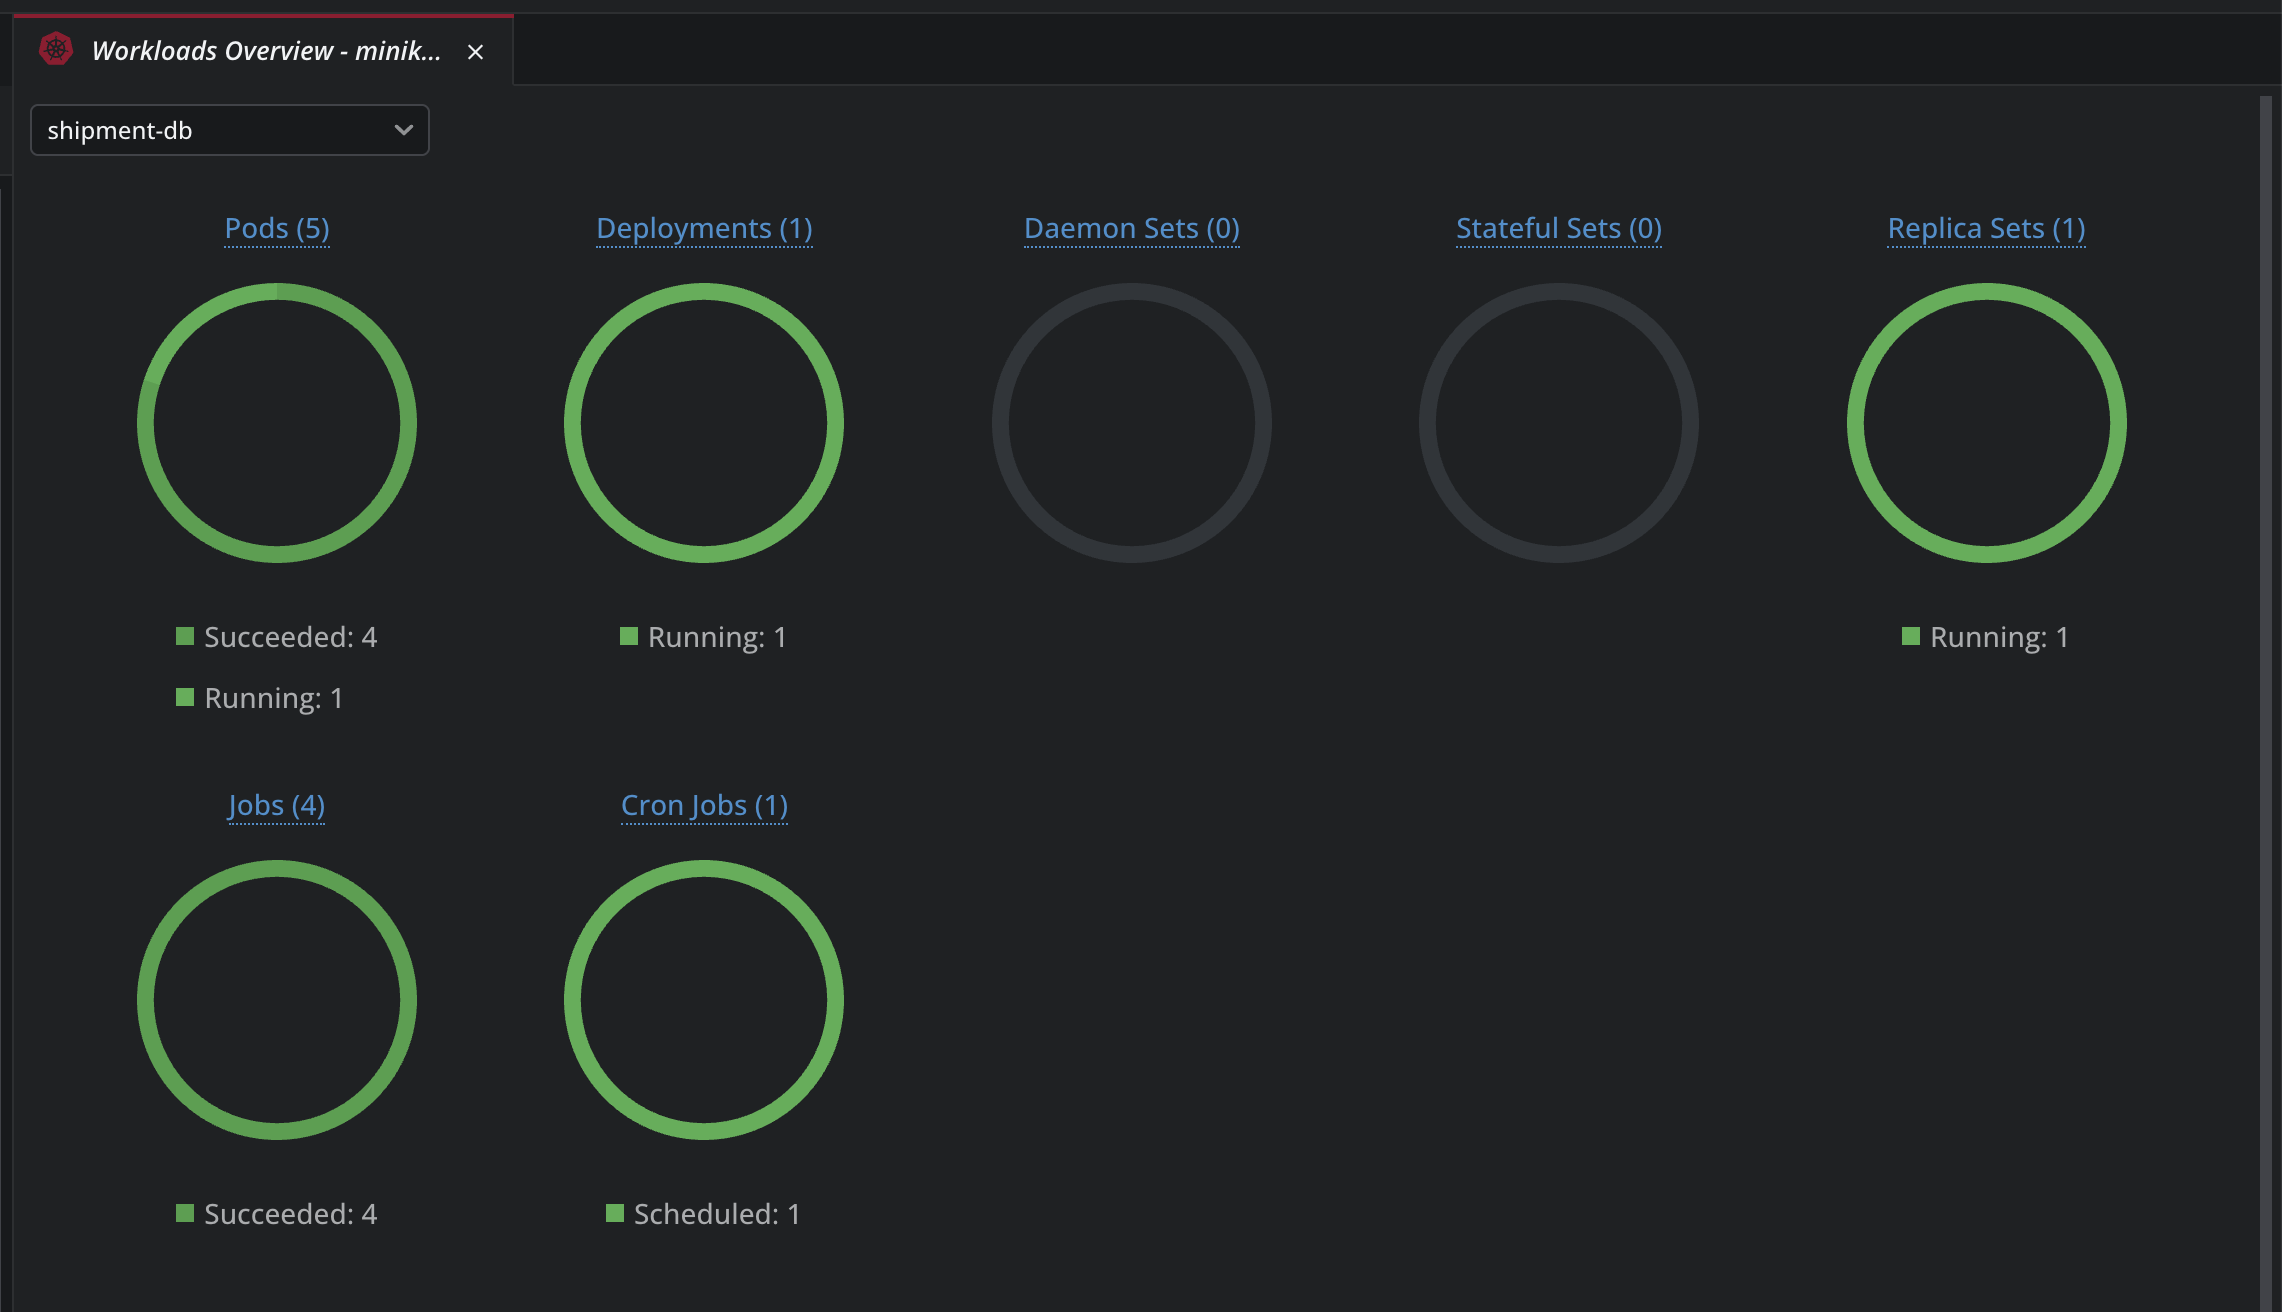 Workloads Overview - minik...
shipment-db
Pods (5)
Deployments (1)
Daemon Sets (0)
Stateful Sets (0)
Replica Sets (1)
Succeeded: 4
Running: 1
Running: 1
Running: 1
Jobs (4)
Cron Jobs (1)
Succeeded: 4
Scheduled: 1